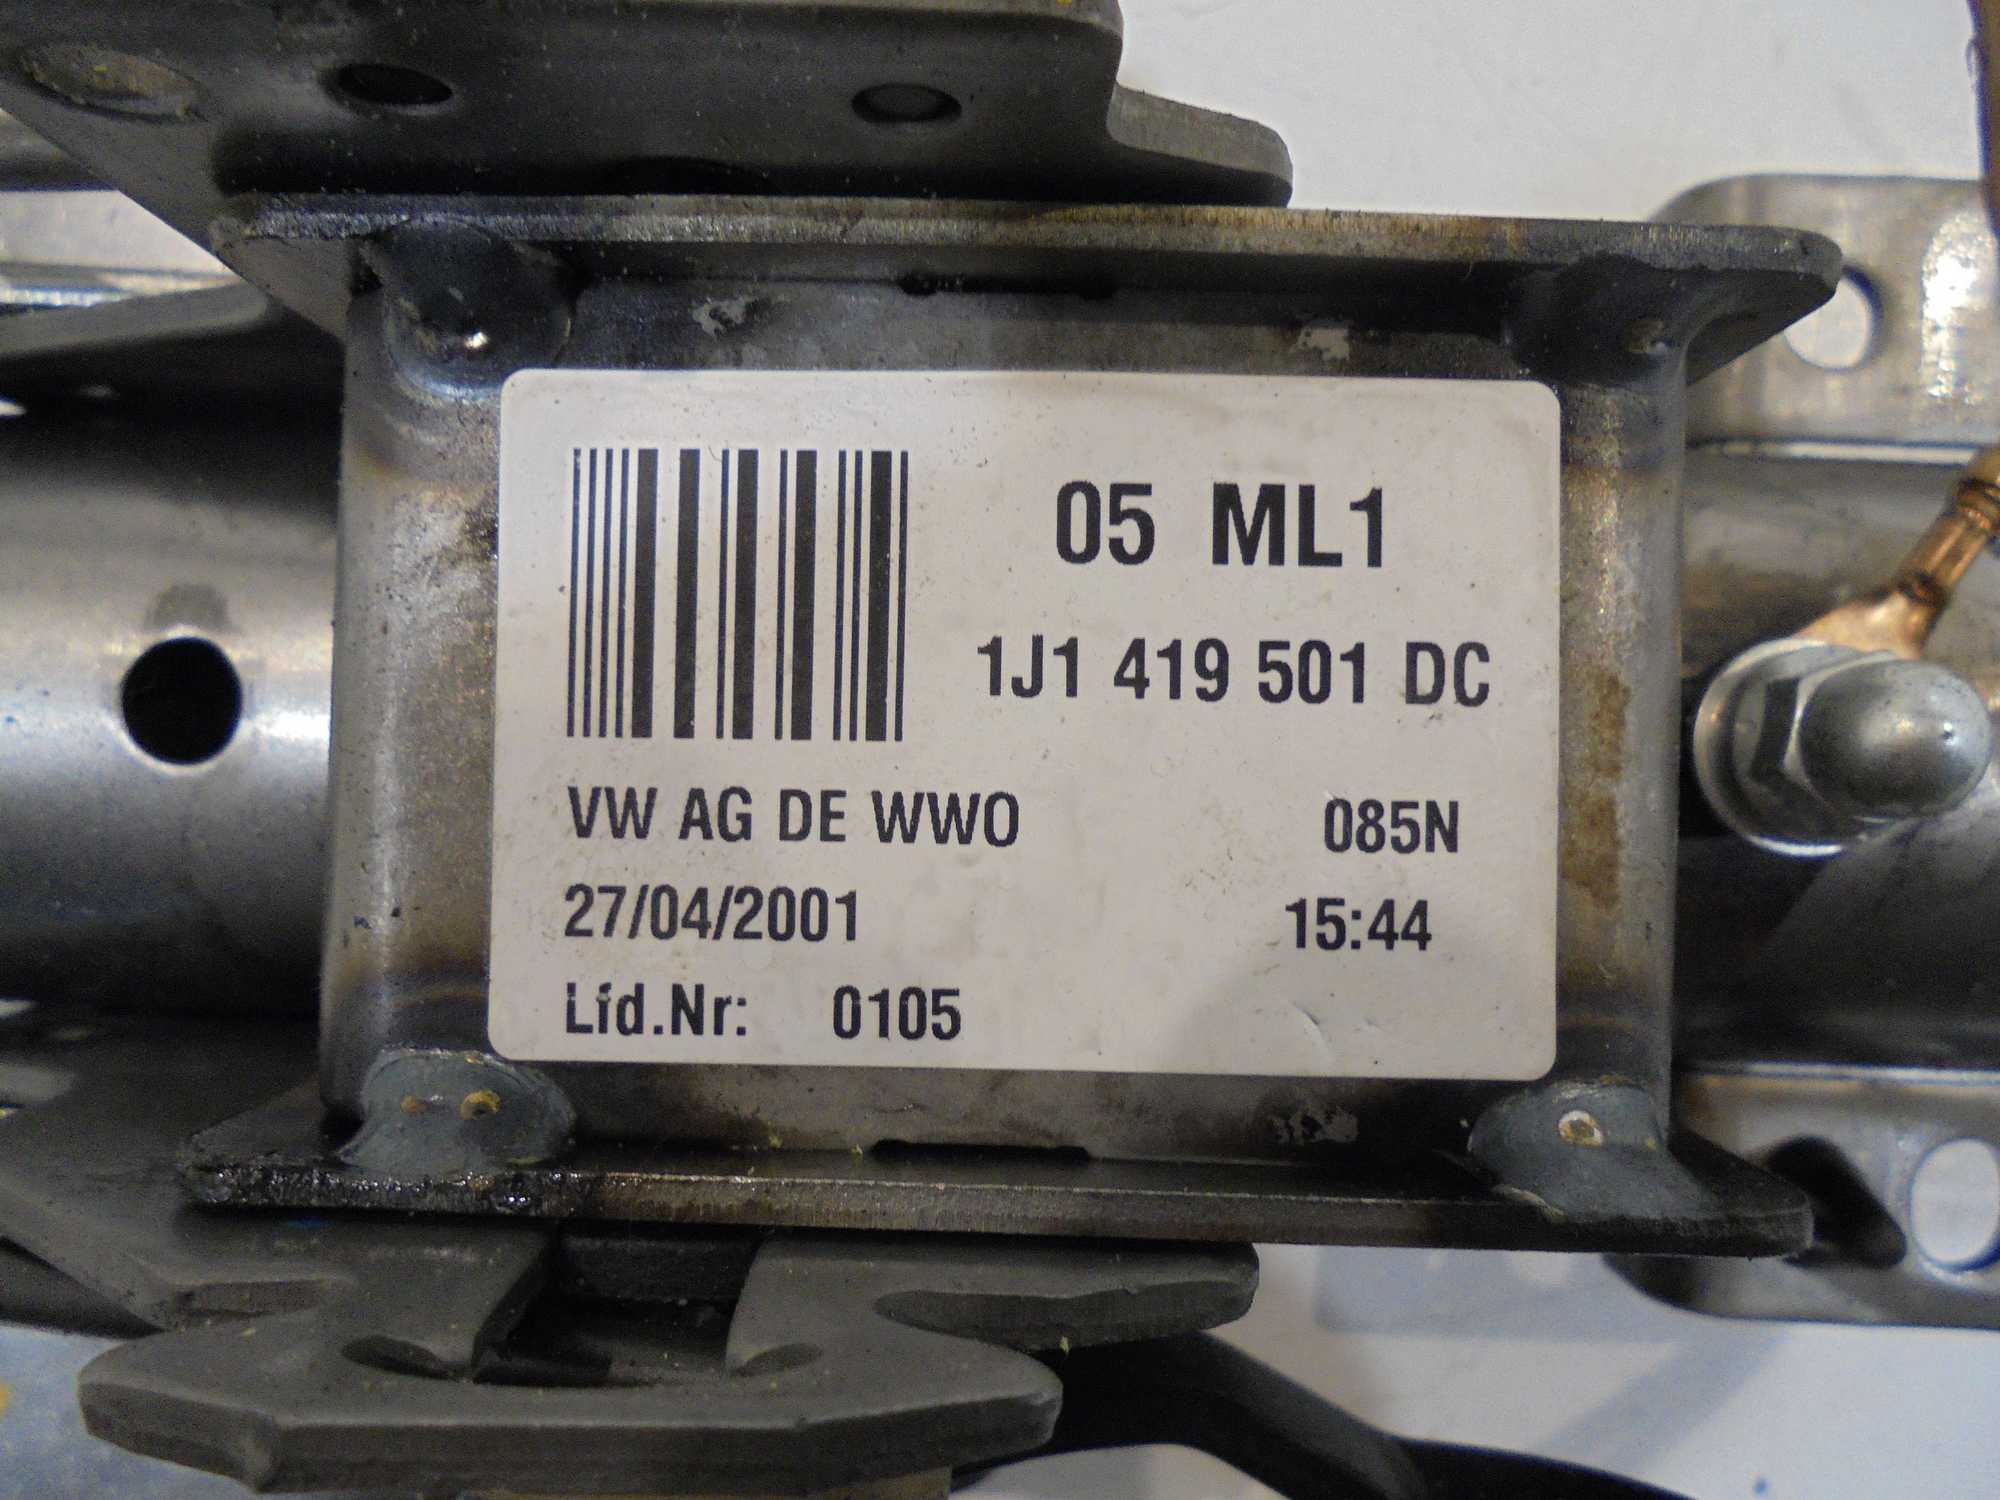 05 ML1
1J1 419 501 DC
VW AG DE WWO 085N
27/04/2001 15:44
Lfd.Nr: 0105